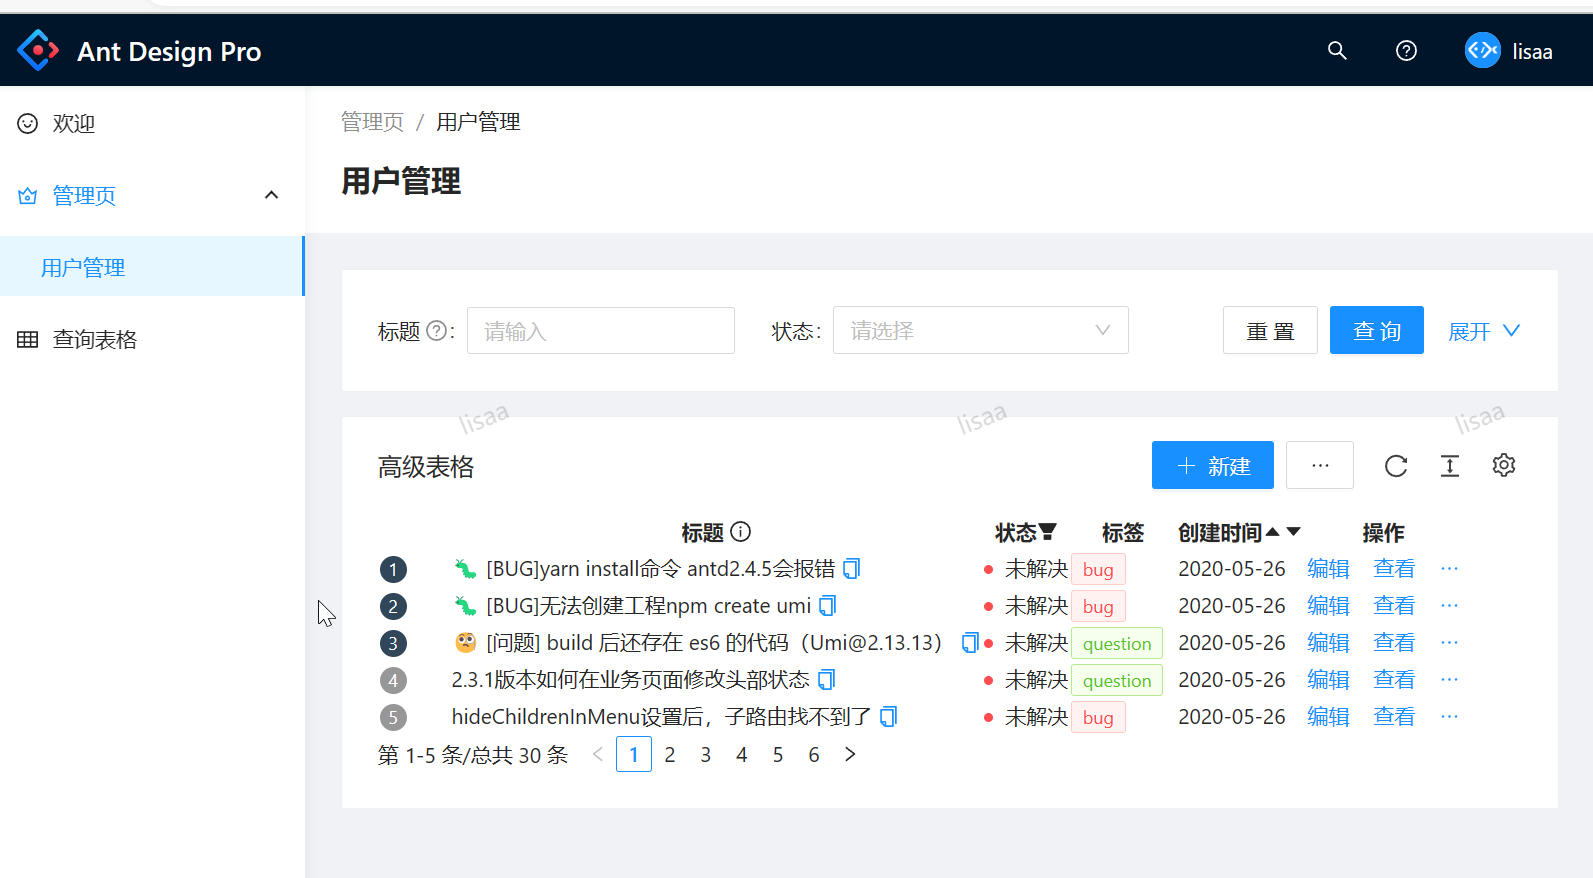 Ant Design Pro
lisaa
欢迎
管理页
用户管理
查询表格
管理页 / 用户管理
用户管理
标题 : 请输入 状态: 请选择 重 置 查 询 展开
lisaa lisaa lisaa
高级表格 新建 ...
标题 状态 标签 创建时间 操作
1 [BUG]yarn install命令 antd2.4.5会报错 未解决 bug 2020-05-26 编辑 查看 ...
2 [BUG]无法创建工程npm create umi 未解决 bug 2020-05-26 编辑 查看 ...
3 [问题] build 后还存在 es6 的代码（Umi@2.13.13） 未解决 question 2020-05-26 编辑 查看 ...
4 2.3.1版本如何在业务页面修改头部状态 未解决 question 2020-05-26 编辑 查看 ...
5 hideChildrenInMenu设置后，子路由找不到了 未解决 bug 2020-05-26 编辑 查看 ...
第 1-5 条/总共 30 条 < 1 2 3 4 5 6 >